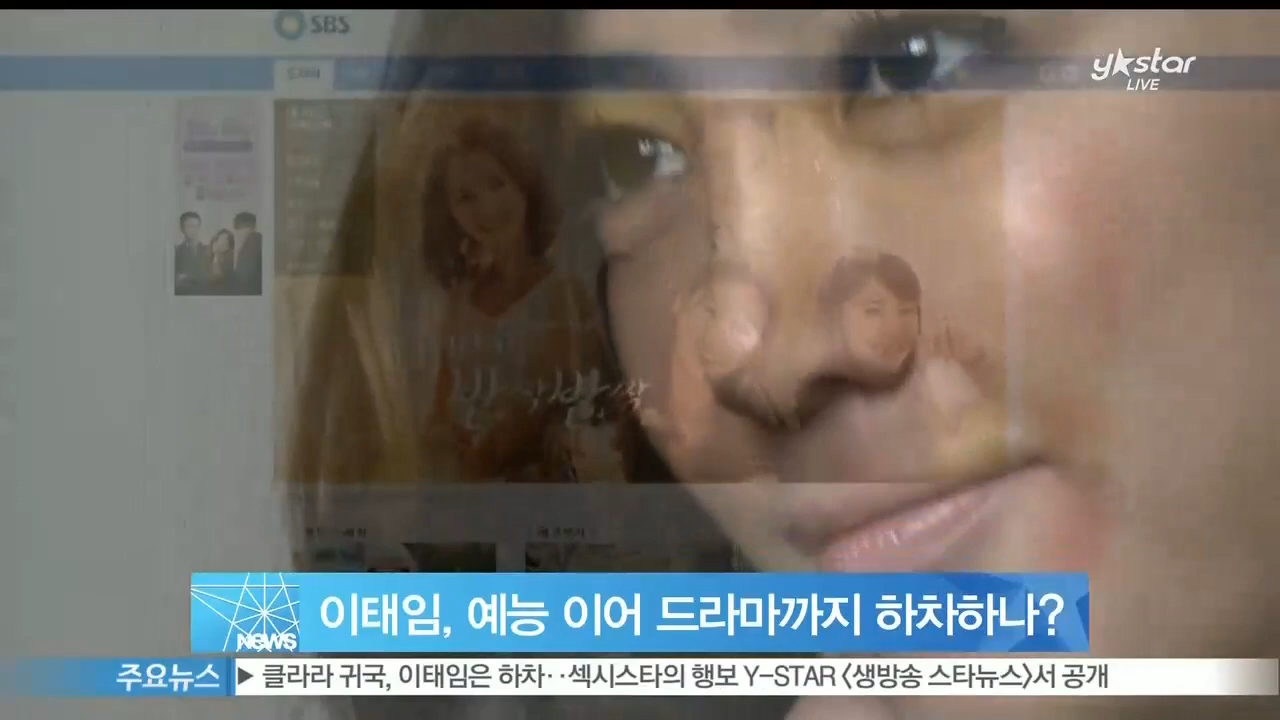 SBS
y★star
LIVE
NEWS
이태임, 예능 이어 드라마까지 하차하나?
주요뉴스 ▶ 클라라 귀국, 이태임은 하차‥섹시스타의 행보 Y-STAR 〈생방송 스타뉴스〉서 공개